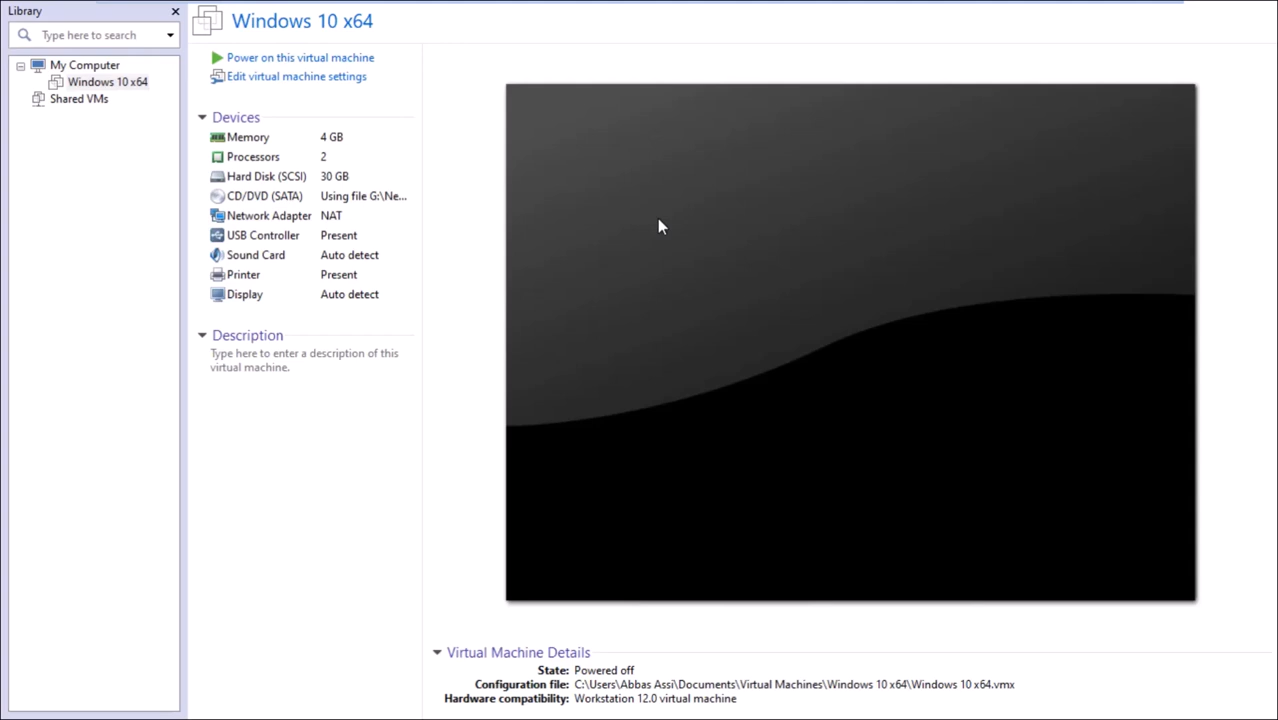 Library
Type here to search
My Computer
Windows 10 x64
Shared VMs
Windows 10 x64
Power on this virtual machine
Edit virtual machine settings
Devices
Memory 4 GB
Processors 2
Hard Disk (SCSI) 30 GB
CD/DVD (SATA) Using file G:\Ne...
Network Adapter NAT
USB Controller Present
Sound Card Auto detect
Printer Present
Display Auto detect
Description
Type here to enter a description of this
virtual machine.
Virtual Machine Details
State: Powered off
Configuration file: C:\Users\Abbas Assi\Documents\Virtual Machines\Windows 10 x64\Windows 10 x64.vmx
Hardware compatibility: Workstation 12.0 virtual machine